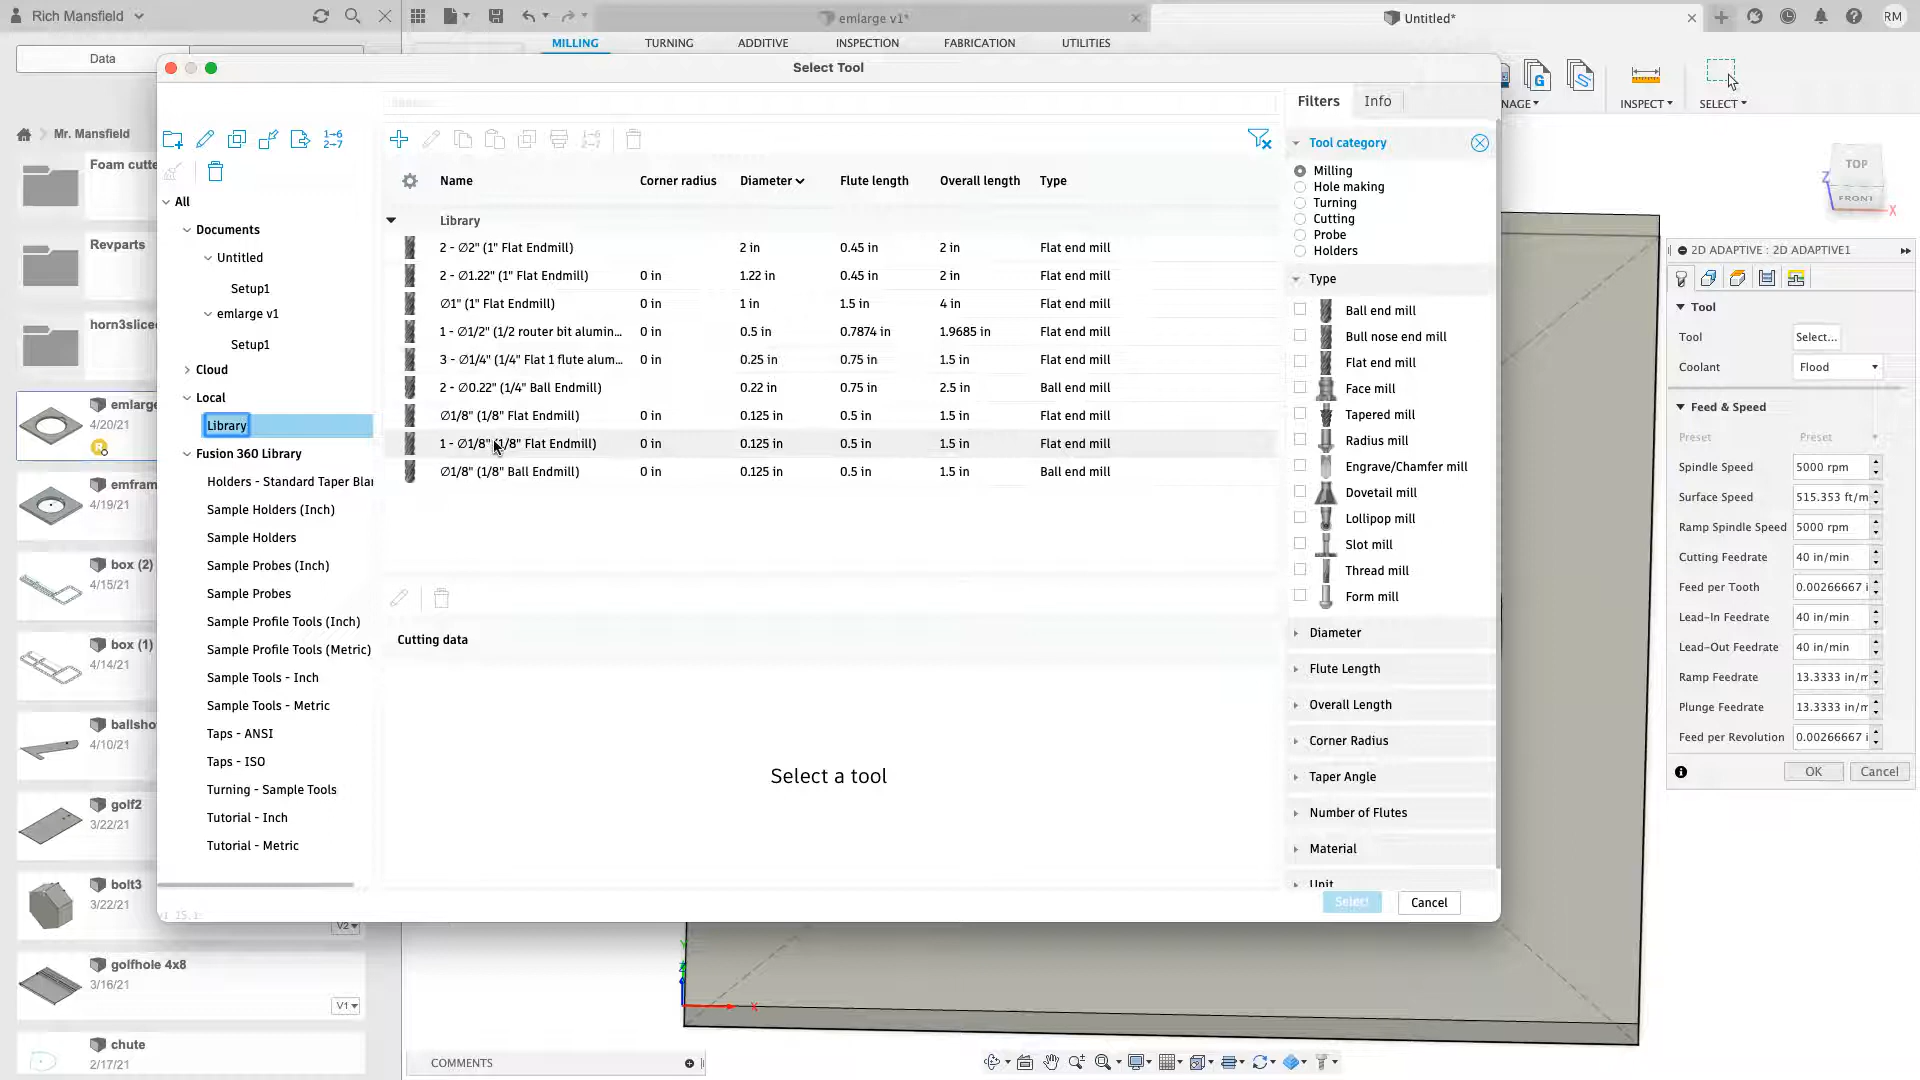 Rich Mansfield
emlarge v1*
Untitled*
RM
Data
MILLING
TURNING
ADDITIVE
INSPECTION
FABRICATION
UTILITIES
Select Tool
NAGE
INSPECT
SELECT
Mr. Mansfield
Foam cutte
Revparts
horn3slice
emlarge
4/20/21
emfram
4/19/21
box (2)
4/15/21
box (1)
4/14/21
ballsho
4/10/21
golf2
3/22/21
bolt3
3/22/21
V2
golfhole 4x8
3/16/21
V1
chute
2/17/21
All
Documents
Untitled
Setup1
emlarge v1
Setup1
Cloud
Local
Library
Fusion 360 Library
Holders - Standard Taper Blar
Sample Holders (Inch)
Sample Holders
Sample Probes (Inch)
Sample Probes
Sample Profile Tools (Inch)
Sample Profile Tools (Metric)
Sample Tools - Inch
Sample Tools - Metric
Taps - ANSI
Taps - ISO
Turning - Sample Tools
Tutorial - Inch
Tutorial - Metric
Name Corner radius Diameter Flute length Overall length Type
Library
2 - Ø2" (1" Flat Endmill) 2 in 0.45 in 2 in Flat end mill
2 - Ø1.22" (1" Flat Endmill) 0 in 1.22 in 0.45 in 2 in Flat end mill
Ø1" (1" Flat Endmill) 0 in 1 in 1.5 in 4 in Flat end mill
1 - Ø1/2" (1/2 router bit alumin... 0 in 0.5 in 0.7874 in 1.9685 in Flat end mill
3 - Ø1/4" (1/4" Flat 1 flute alum... 0 in 0.25 in 0.75 in 1.5 in Flat end mill
2 - Ø0.22" (1/4" Ball Endmill) 0.22 in 0.75 in 2.5 in Ball end mill
Ø1/8" (1/8" Flat Endmill) 0 in 0.125 in 0.5 in 1.5 in Flat end mill
1 - Ø1/8" (1/8" Flat Endmill) 0 in 0.125 in 0.5 in 1.5 in Flat end mill
Ø1/8" (1/8" Ball Endmill) 0 in 0.125 in 0.5 in 1.5 in Ball end mill
Cutting data
Select a tool
Filters
Info
Tool category
Milling
Hole making
Turning
Cutting
Probe
Holders
Type
Ball end mill
Bull nose end mill
Flat end mill
Face mill
Tapered mill
Radius mill
Engrave/Chamfer mill
Dovetail mill
Lollipop mill
Slot mill
Thread mill
Form mill
Diameter
Flute Length
Overall Length
Corner Radius
Taper Angle
Number of Flutes
Material
Unit
Select
Cancel
TOP
FRONT
Z
X
2D ADAPTIVE : 2D ADAPTIVE1
Tool
Tool Select...
Coolant Flood
Feed & Speed
Preset Preset
Spindle Speed 5000 rpm
Surface Speed 515.353 ft/m
Ramp Spindle Speed 5000 rpm
Cutting Feedrate 40 in/min
Feed per Tooth 0.00266667 i
Lead-In Feedrate 40 in/min
Lead-Out Feedrate 40 in/min
Ramp Feedrate 13.3333 in/m
Plunge Feedrate 13.3333 in/m
Feed per Revolution 0.00266667 i
OK
Cancel
Y
Z
X
COMMENTS